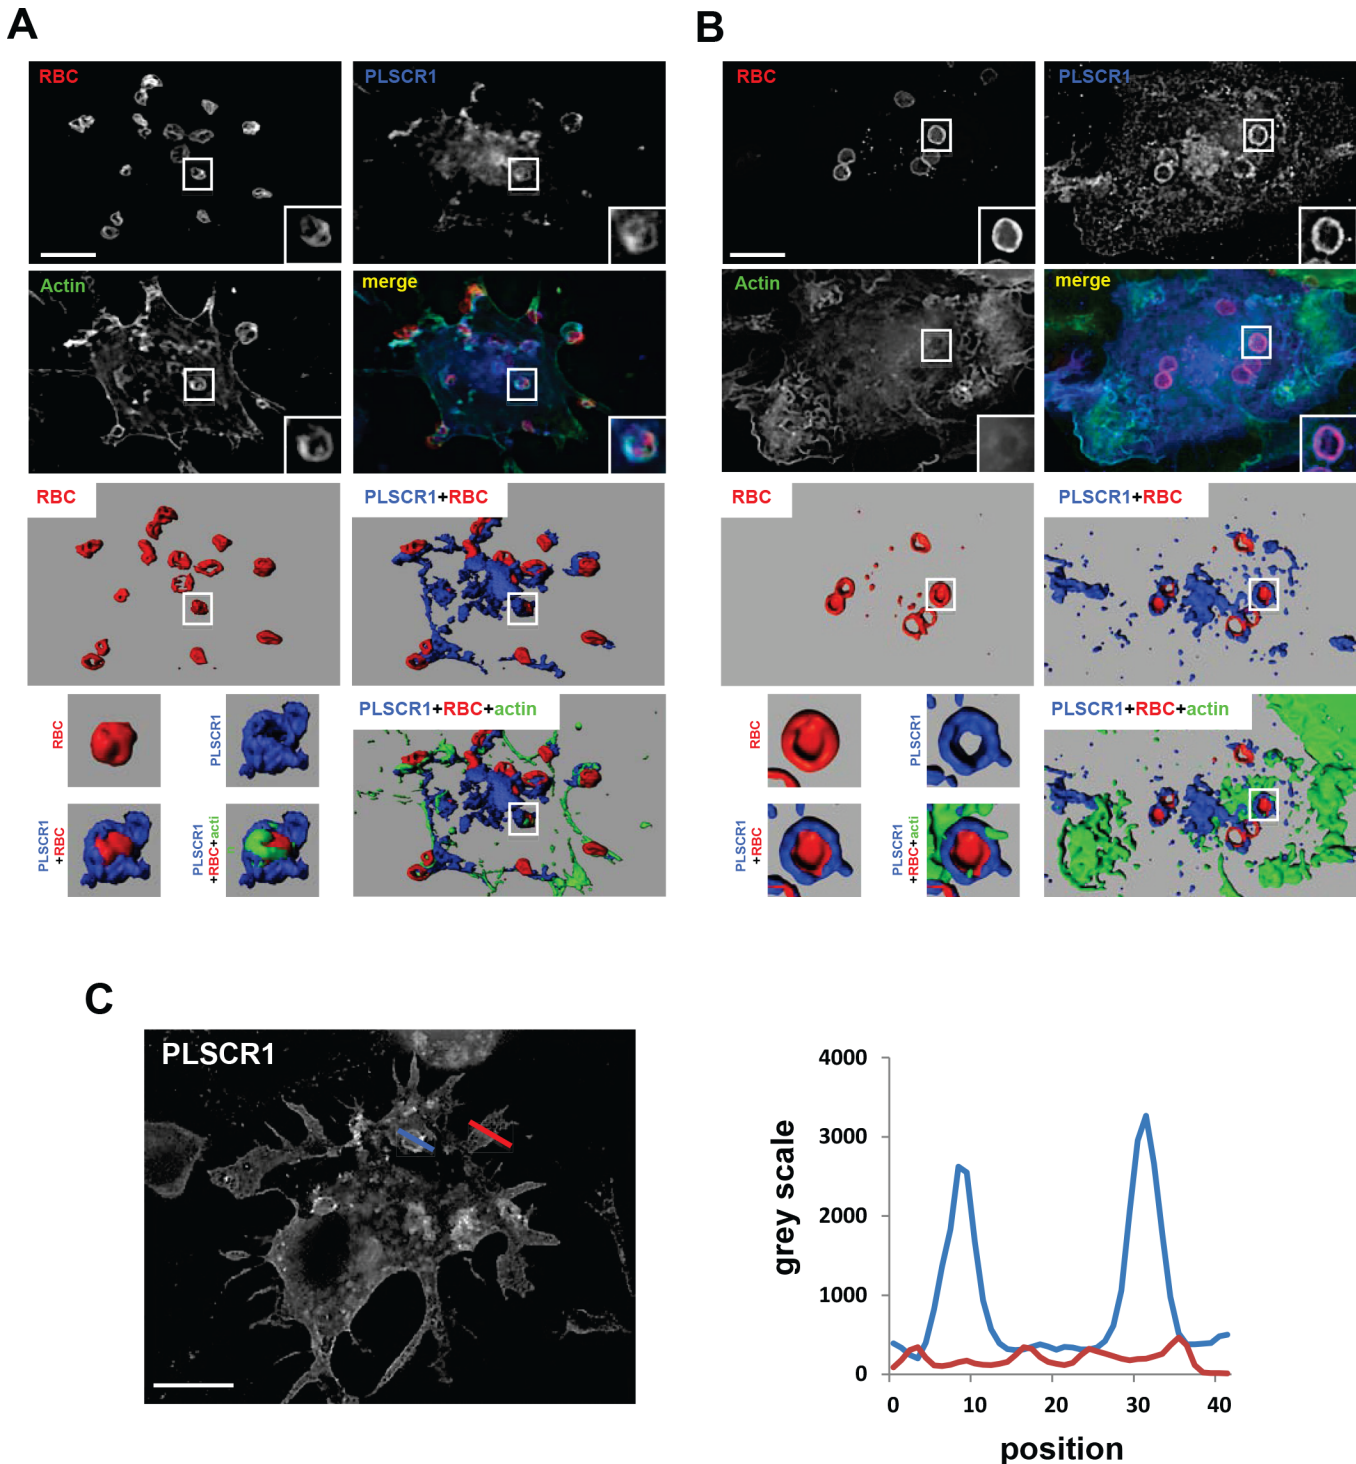 A
B
RBC
PLSCR1
RBC
PLSCR1
Actin
merge
Actin
merge
RBC
PLSCR1+RBC
RBC
PLSCR1+RBC
RBC
PLSCR1
PLSCR1+RBC+actin
RBC
PLSCR1
PLSCR1+RBC+actin
PLSCR1
+RBC
PLSCR1
+RBC+acti
PLSCR1
+RBC
PLSCR1
+RBC+acti
C
PLSCR1
4000
3000
2000
1000
0
grey scale
0 10 20 30 40
position